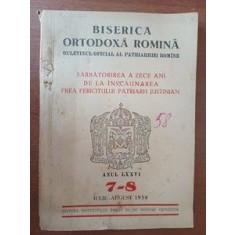 BISERICA
ORTODOXĂ ROMÎNĂ
BULETINUL OFICIAL AL PATRIARHIEI ROMÎNE
SĂRBĂTORIREA A ZECE ANI
DE LA ÎNSCĂUNAREA
PREA FERICITULUI PATRIARH JUSTINIAN
58
ANUL LXXVI
7-8
IULIE-AUGUST 1958